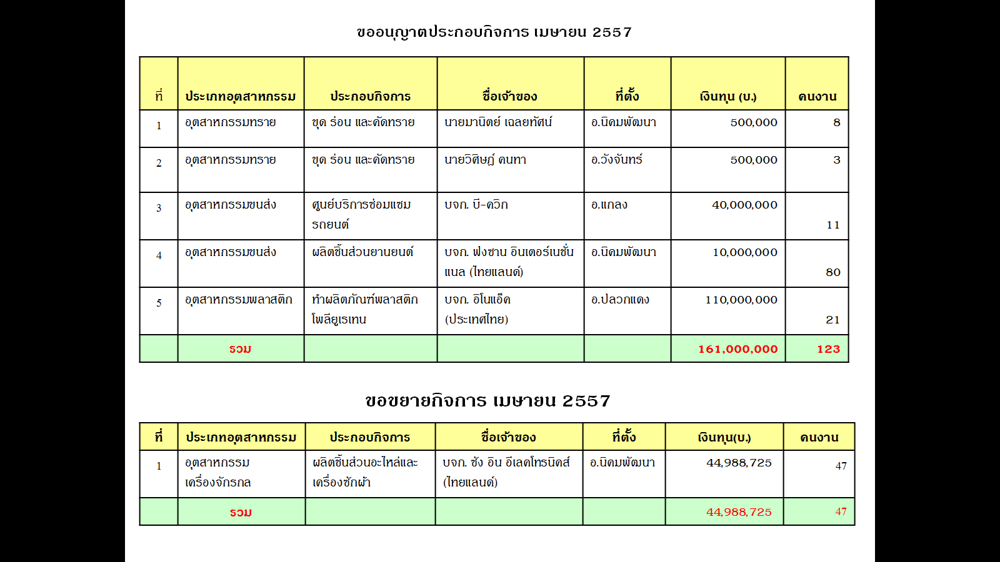 ขออนุญาตประกอบกิจการ เมษายน 2557
ที่ ประเภทอุตสาหกรรม ประกอบกิจการ ชื่อเจ้าของ ที่ตั้ง เงินทุน (บ.) คนงาน
1 อุตสาหกรรมทราย ขุด ร่อน และคัดทราย นายมานิตย์ เฉลยทัศน์ อ.นิคมพัฒนา 500,000 8
2 อุตสาหกรรมทราย ขุด ร่อน และคัดทราย นายวิศิษฏ์ คนทา อ.วังจันทร์ 500,000 3
3 อุตสาหกรรมขนส่ง ศูนย์บริการซ่อมแซม บจก. บี-ควิก อ.แกลง 40,000,000
รถยนต์ 11
4 อุตสาหกรรมขนส่ง ผลิตชิ้นส่วนยานยนต์ บจก. ฟงซาน อินเตอร์เนชั่น อ.นิคมพัฒนา 10,000,000
แนล (ไทยแลนด์) 80
5 อุตสาหกรรมพลาสติก ทำผลิตภัณฑ์พลาสติก บจก. อิโนแอ็ค อ.ปลวกแดง 110,000,000
โพลียูเรเทน (ประเทศไทย) 21
รวม 161,000,000 123
ขอขยายกิจการ เมษายน 2557
ที่ ประเภทอุตสาหกรรม ประกอบกิจการ ชื่อเจ้าของ ที่ตั้ง เงินทุน(บ.) คนงาน
1 อุตสาหกรรม ผลิตชิ้นส่วนอะไหล่และ บจก. ซัง อิน อีเลคโทรนิคส์ อ.นิคมพัฒนา 44,988,725 47
เครื่องจักรกล เครื่องซักผ้า (ไทยแลนด์)
รวม 44,988,725 47